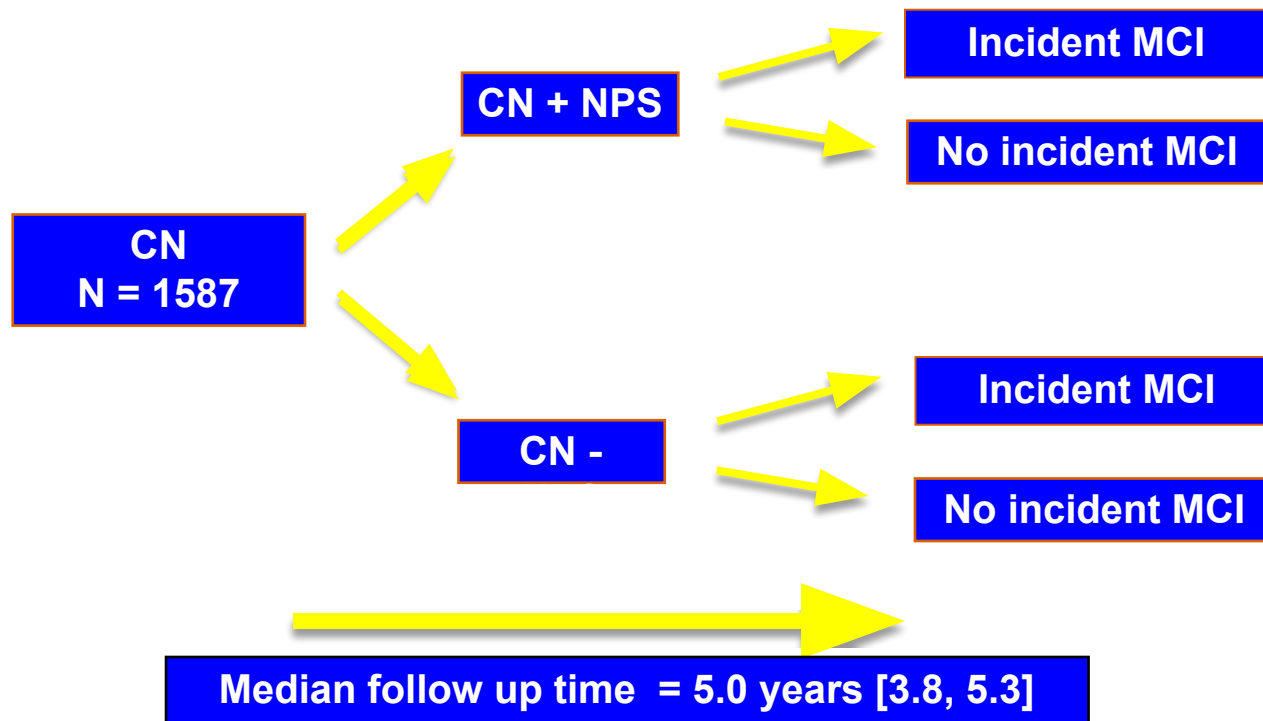 Incident MCI
CN + NPS
No incident MCI
CN
N = 1587
Incident MCI
CN -
No incident MCI
Median follow up time = 5.0 years [3.8, 5.3]